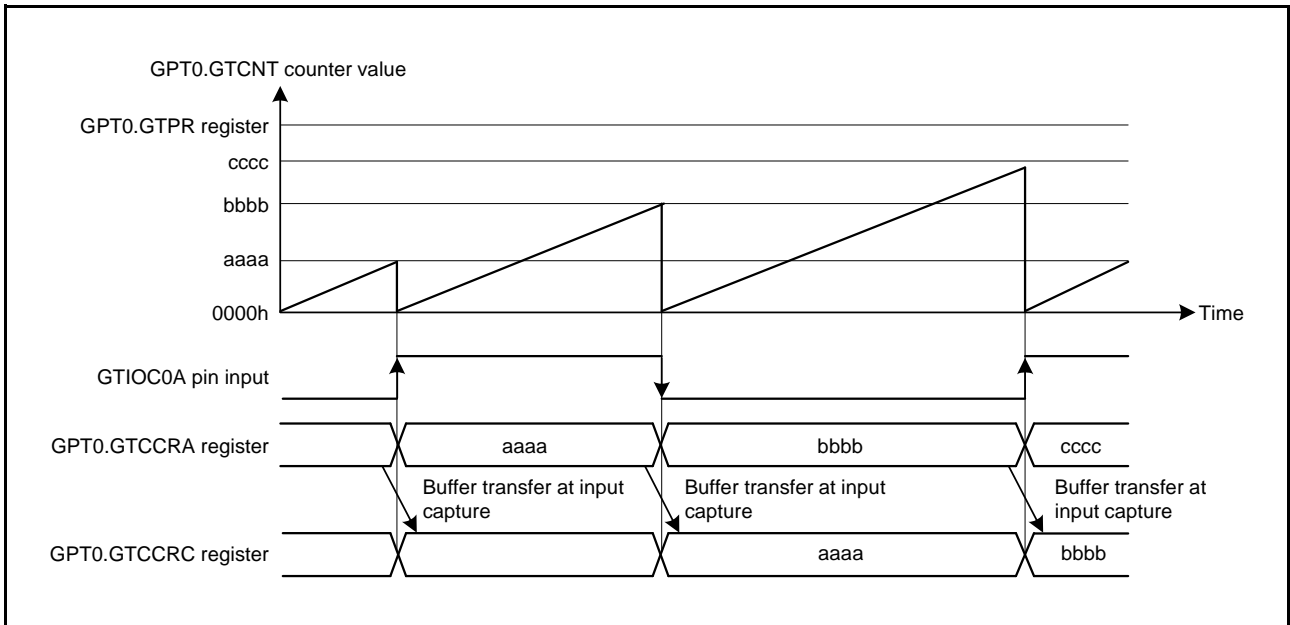 GPT0.GTCNT counter value
GPT0.GTPR register
cccc
bbbb
aaaa
0000h
Time
GTIOC0A pin input
GPT0.GTCCRA register
aaaa
bbbb
cccc
Buffer transfer at input
capture
Buffer transfer at input
capture
Buffer transfer at
input capture
GPT0.GTCCRC register
aaaa
bbbb